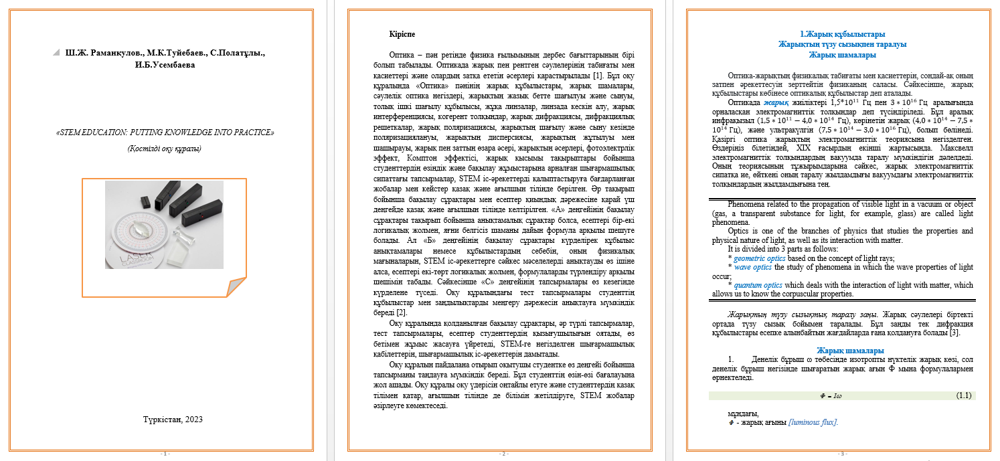 Ш.Ж. Раманкулов., М.К.Туйебаев., С.Полатұлы.,
И.Б.Усембаева
«STEM EDUCATION: PUTTING KNOWLEDGE INTO PRACTICE»
(Қостілді оқу құралы)
LASER
CLASSROOM
Түркістан, 2023
- 1 -
Кіріспе
Оптика – пән ретінде физика ғылымының дербес бағыттарының бірі
болып табылады. Оптикада жарық пен рентген сәулелерінің табиғаты мен
қасиеттері және олардың затқа ететін әсерлері қарастырылады [1]. Бұл оқу
құралында «Оптика» пәнінің жарық құбылыстары, жарық шамалары,
сәулелік оптика негіздері, жарықтың жазық бетте шағылуы және сынуы,
толық ішкі шағылу құбылысы, жұқа линзалар, линзада кескін алу, жарық
интерференциясы, когерент толқындар, жарық дифракциясы, дифракциялық
решеткалар, жарық поляризациясы, жарықтың шағылу және сыну кезінде
поляризациялануы, жарықтың дисперсиясы, жарықтың жұтылуы мен
шашырауы, жарық пен заттың өзара әсері, жарықтың әсерлері, фотоэлектрлік
эффект, Комптон эффектісі, жарық қысымы тақырыптары бойынша
студенттердің өзіндік және бақылау жұмыстарына арналған шығармашылық
сипаттағы тапсырмалар, STEM іс-әрекеттерді қалыптастыруға бағдарланған
жобалар мен кейстер қазақ және ағылшын тілінде берілген. Әр тақырып
бойынша бақылау сұрақтары мен есептер қиындық дәрежесіне қарай үш
деңгейде қазақ және ағылшын тілінде келтірілген. «А» деңгейінің бақылау
сұрақтары тақырып бойынша анықтамалық сұрақтар болса, есептері бір-екі
логикалық жолмен, яғни белгісіз шаманы дайын формула арқылы шешуге
болады. Ал «Б» деңгейінің бақылау сұрақтары күрделірек құбылыс
анықтамалары немесе құбылыстардың себебін, оның физикалық
мағыналарын, STEM іс-әрекеттерге сәйкес мәселелерді анықтауды өз ішіне
алса, есептері екі-төрт логикалық жолмен, формулаларды түрлендіру арқылы
шешімін табады. Сәйкесінше «С» деңгейінің тапсырмалары өз кезегінде
күрделене түседі. Оқу құралындағы тест тапсырмалары студенттің
құбылыстар мен заңдылықтарды меңгеру дәрежесін анықтауға мүмкіндік
береді [2].
Оқу құралында қолданылған бақылау сұрақтары, әр түрлі тапсырмалар,
тест тапсырмалары, есептер студенттердің қызығушылығын оятады, өз
бетімен жұмыс жасауға үйретеді, STEM-ге негізделген шығармашылық
қабілеттерін, шығармашылық іс-әрекеттерін дамытады.
Оқу құралын пайдалана отырып оқытушы студентке өз деңгейі бойынша
тапсырманы таңдауға мүмкіндік береді. Бұл студенттің өзін-өзі бағалауына
жол ашады. Оқу құралы оқу үдерісін оңтайлы етуге және студенттердің қазақ
тілімен қатар, ағылшын тілінде де білімін жетілдіруге, STEM жобалар
әзірлеуге көмектеседі.
- 2 -
1.Жарық құбылыстары
Жарықтың түзу сызықпен таралуы
Жарық шамалары
Оптика-жарықтың физикалық табиғаты мен қасиеттерін, сондай-ақ оның
затпен әрекеттесуін зерттейтін физиканың саласы. Сәйкесінше, жарық
құбылыстары көбінесе оптикалық құбылыстар деп аталады.
Оптикада жарық жиіліктері 1,5*10¹¹ Гц пен 3 * 10¹⁶ Гц аралығында
орналасқан электромагниттік толқындар деп түсіндіріледі. Бұл аралық
инфрақызыл (1,5 * 10¹¹ − 4,0 * 10¹⁴ Гц), көрінетін жарық (4,0 * 10¹⁴ − 7,5 *
10¹⁴ Гц), және ультракүлгін (7,5 * 10¹⁴ − 3,0 * 10¹⁶ Гц), болып бөлінеді.
Қазіргі оптика жарықтың электромагниттік теориясына негізделген.
Өздеріңіз білетіндей, XIX ғасырдың екінші жартысында. Максвелл
электромагниттік толқындардың вакуумда таралу мүмкіндігін дәлелдеді.
Оның теориясының тұжырымдарына сәйкес, жарық электромагниттік
сипатқа ие, өйткені оның таралу жылдамдығы вакуумдағы электромагниттік
толқындардың жылдамдығына тең.
Phenomena related to the propagation of visible light in a vacuum or object
(gas, a transparent substance for light, for example, glass) are called light
phenomena.
Optics is one of the branches of physics that studies the properties and
physical nature of light, as well as its interaction with matter.
It is divided into 3 parts as follows:
* geometric optics based on the concept of light rays;
* wave optics the study of phenomena in which the wave properties of light
occur;
* quantum optics which deals with the interaction of light with matter, which
allows us to know the corpuscular properties.
Жарықтың түзу сызықтық таралу заңы. Жарық сәулелері біртекті
ортада түзу сызық бойымен таралады. Бұл заңды тек дифракция
құбылыстары есепке алынбайтын жағдайларда ғана қолдануға болады [3].
Жарық шамалары
1. Денелік бұрыш ω төбесінде изотропты нүктелік жарық көзі, сол
денелік бұрыш негізінде шығаратын жарық ағын Ф мына формулалармен
өрнектеледі.
Ф = Iω (1.1)
мұндағы,
Ф - жарық ағыны [luminous flux].
- 3 -